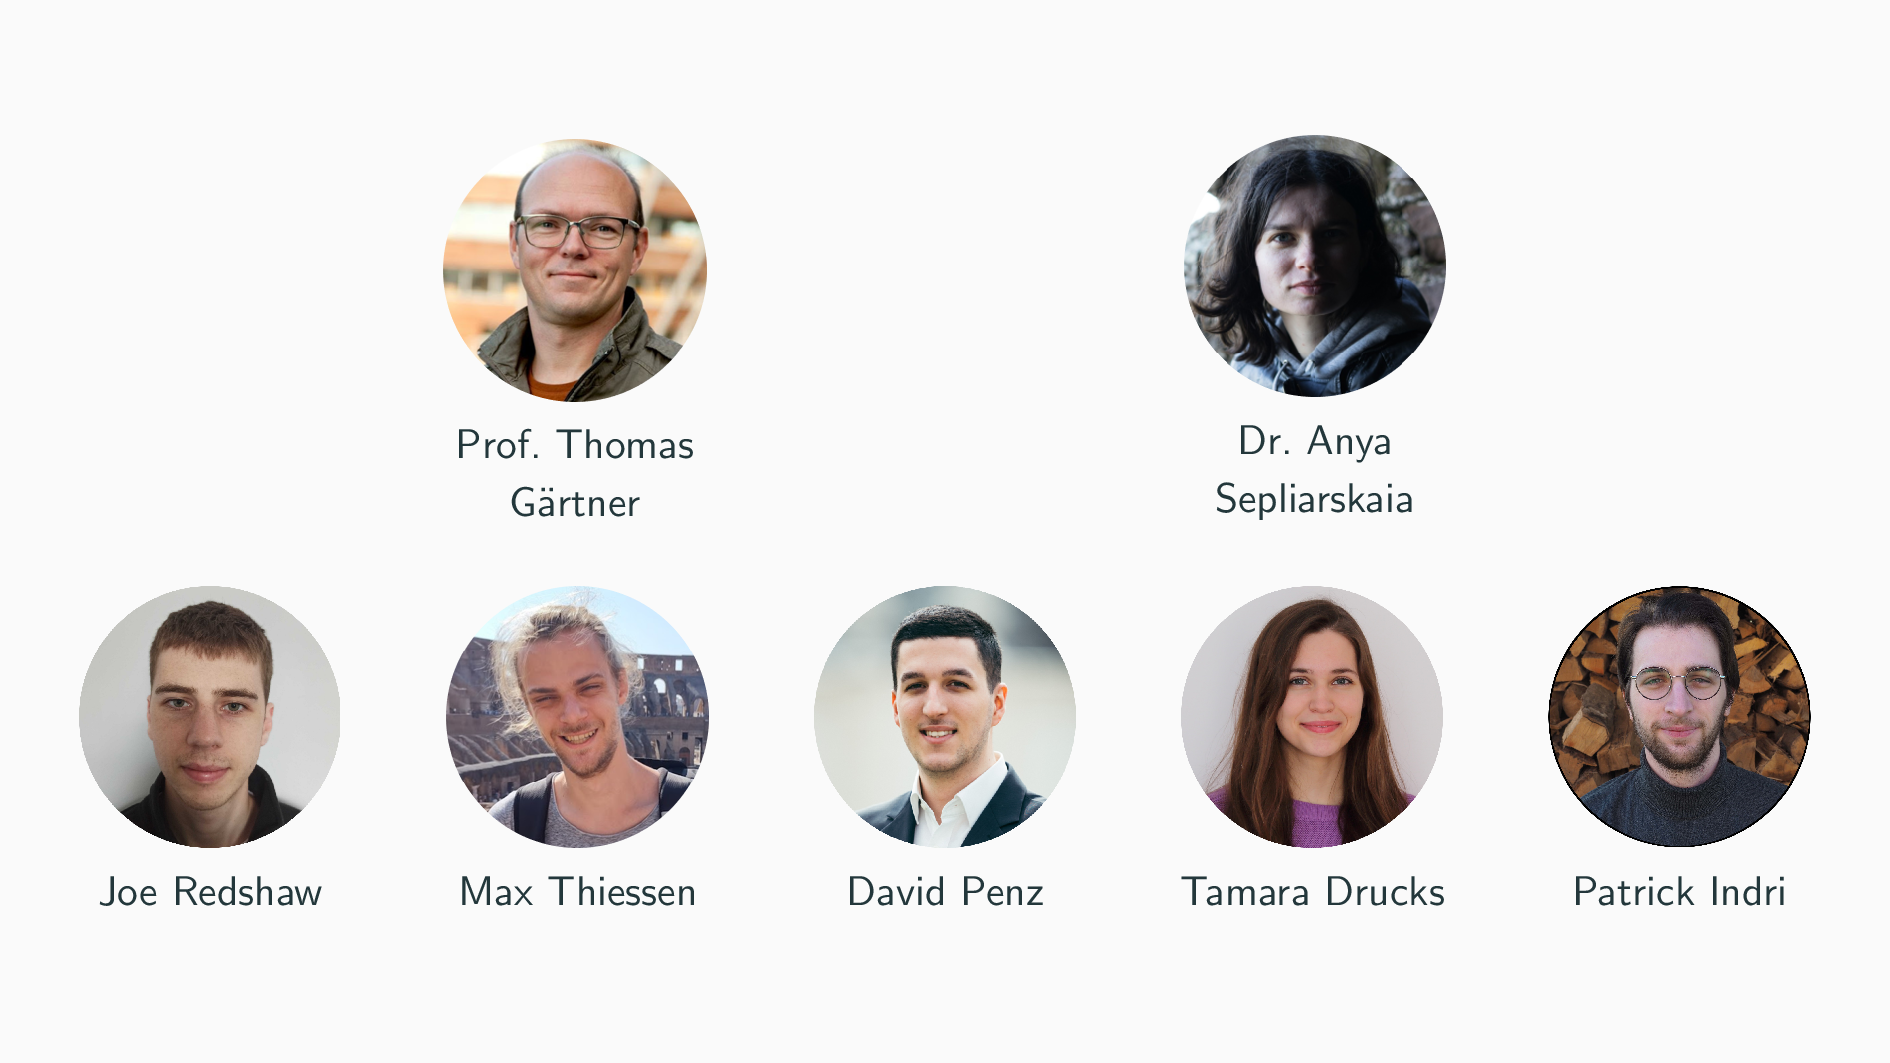 Prof. Thomas
Gärtner
Dr. Anya
Sepliarskaia
Joe Redshaw
Max Thiessen
David Penz
Tamara Drucks
Patrick Indri